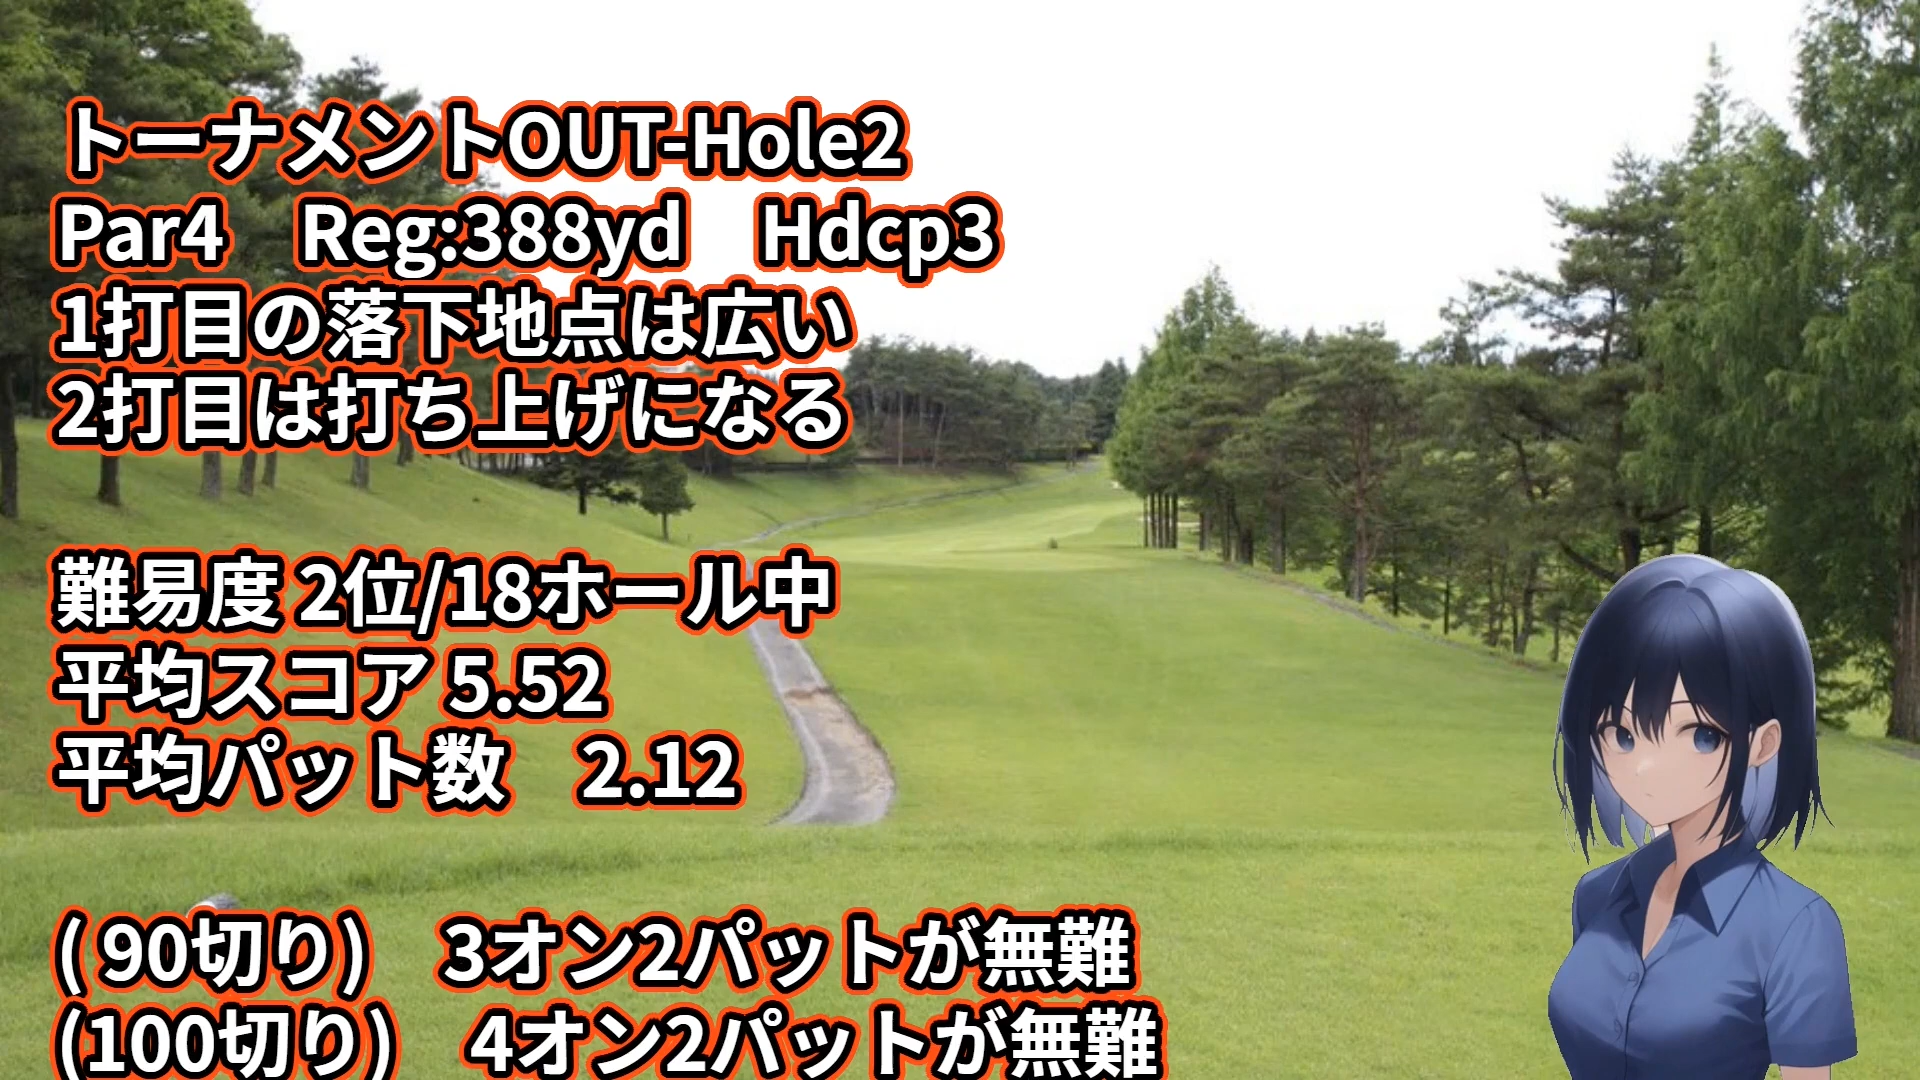 トーナメントOUT-Hole2
Par4　Reg:388yd　Hdcp3
1打目の落下地点は広い
2打目は打ち上げになる
難易度 2位/18ホール中
平均スコア 5.52
平均パット数　2.12
( 90切り)　3オン2パットが無難
(100切り)　4オン2パットが無難